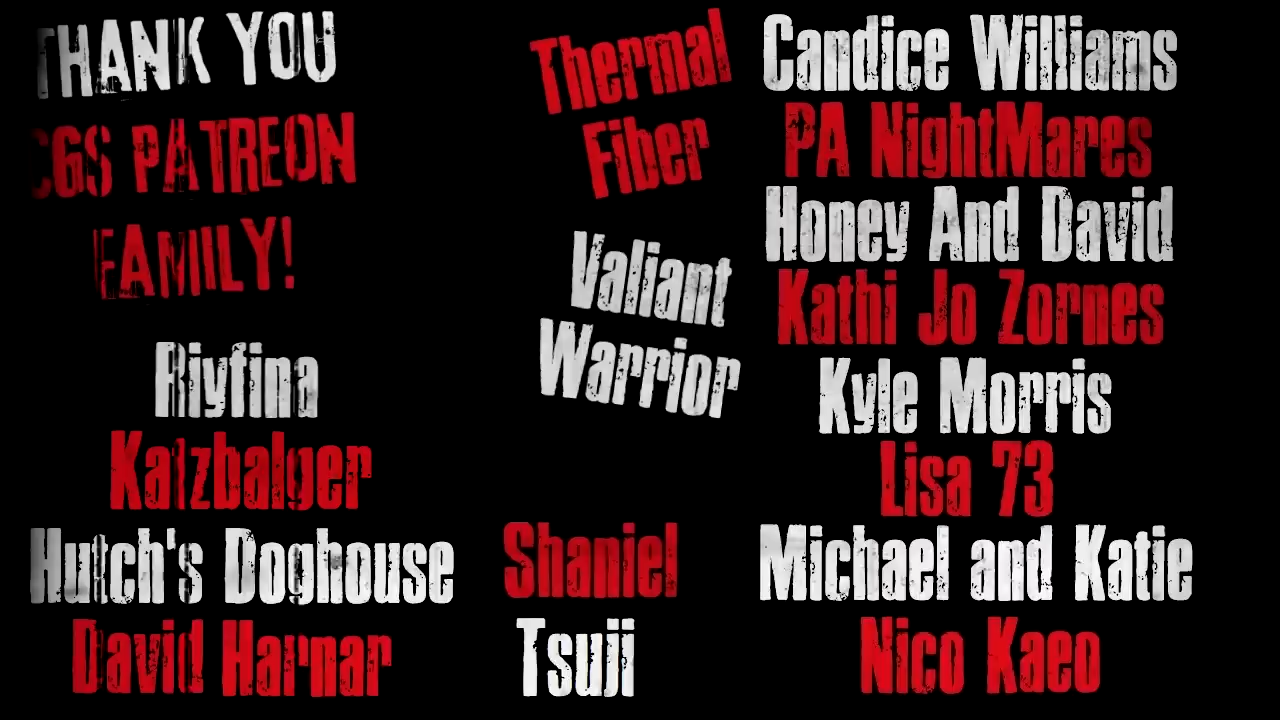 THANK YOU
CGS PATREON
FAMILY!
Riyfina
Katzbalger
Hutch's Doghouse
David Harnar
Thermal
Fiber
Valiant
Warrior
Shaniel
Tsuji
Candice Williams
PA NightMares
Honey And David
Kathi Jo Zornes
Kyle Morris
Lisa 73
Michael and Katie
Nico Kaeo